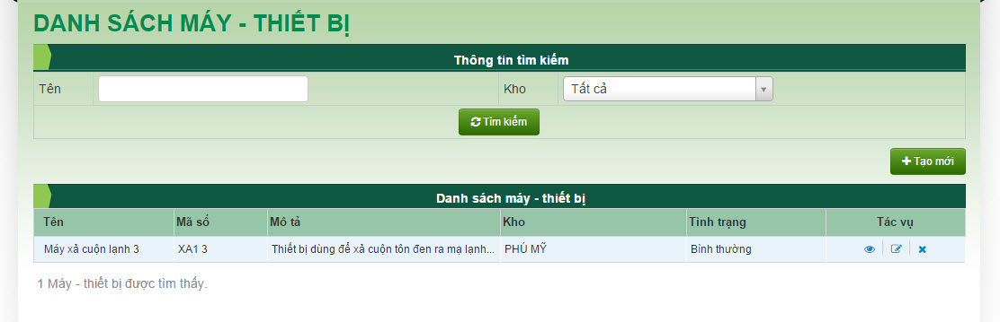 DANH SÁCH MÁY - THIẾT BỊ
Thông tin tìm kiếm
Tên Kho Tất cả
Tìm kiếm
Tạo mới
Danh sách máy - thiết bị
Tên Mã số Mô tả Kho Tình trạng Tác vụ
Máy xả cuộn lạnh 3 XA1 3 Thiết bị dùng để xả cuộn tôn đen ra mạ lạnh... PHÚ MỸ Bình thường
1 Máy - thiết bị được tìm thấy.